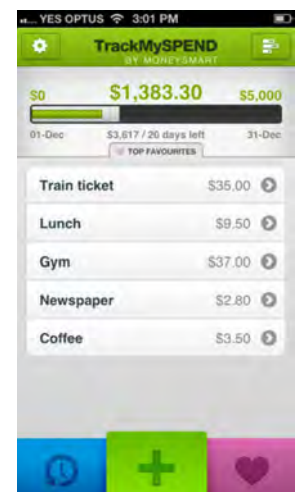 YES OPTUS 3:01 PM
TrackMySPEND
BY MONEYSMART
$0 $1,383.30 $5,000
01-Dec $3,617 / 20 days left 31-Dec
TOP FAVOURITES
Train ticket $35.00
Lunch $9.50
Gym $37.00
Newspaper $2.80
Coffee $3.50